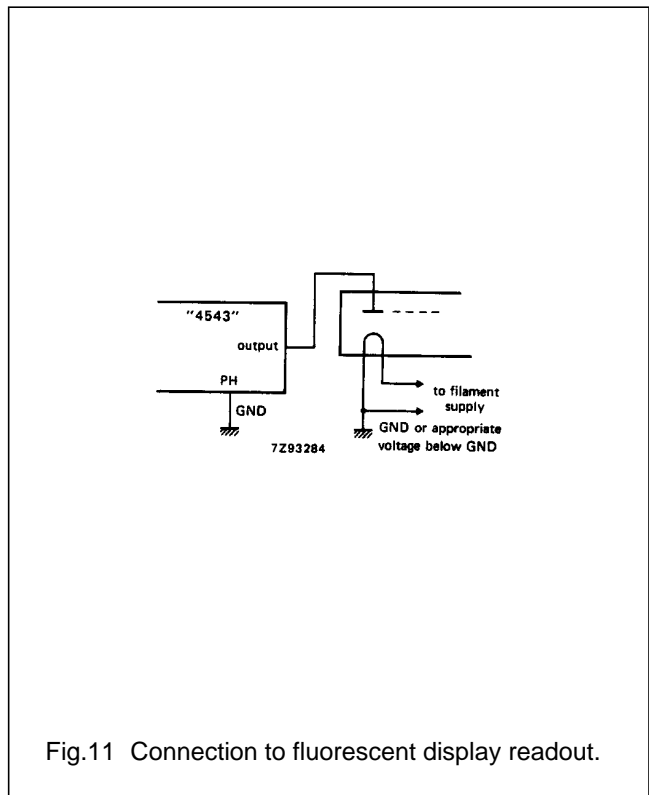 "4543"
output
PH
GND
to filament
supply
GND or appropriate
voltage below GND
7Z93284
Fig.11 Connection to fluorescent display readout.